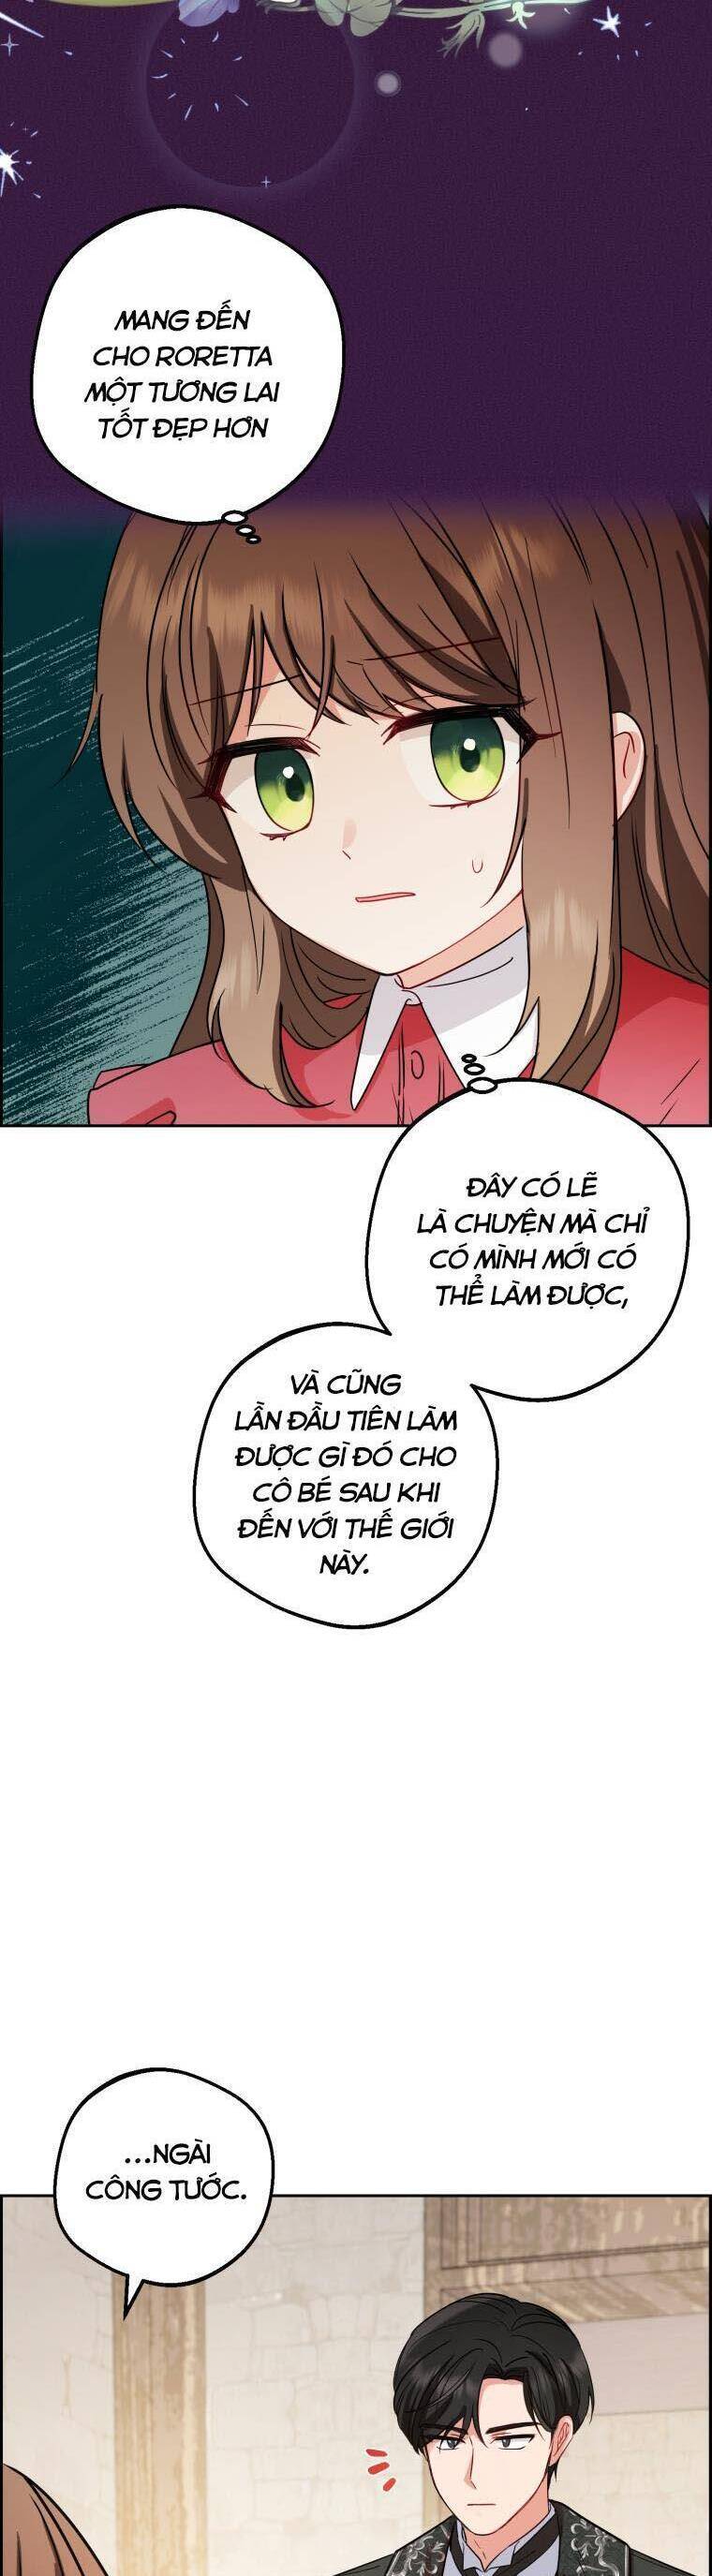 MANG ĐẾN
CHO RORETTA
MỘT TƯƠNG LAI
TỐT ĐẸP HƠN
ĐÂY CÓ LẼ
LÀ CHUYỆN MÀ CHỈ
CÓ MÌNH MỚI CÓ
THỂ LÀM ĐƯỢC,
VÀ CŨNG
LẦN ĐẦU TIÊN LÀM
ĐƯỢC GÌ ĐÓ CHO
CÔ BÉ SAU KHI
ĐẾN VỚI THẾ GIỚI
NÀY.
...NGÀI
CÔNG TƯỚC.